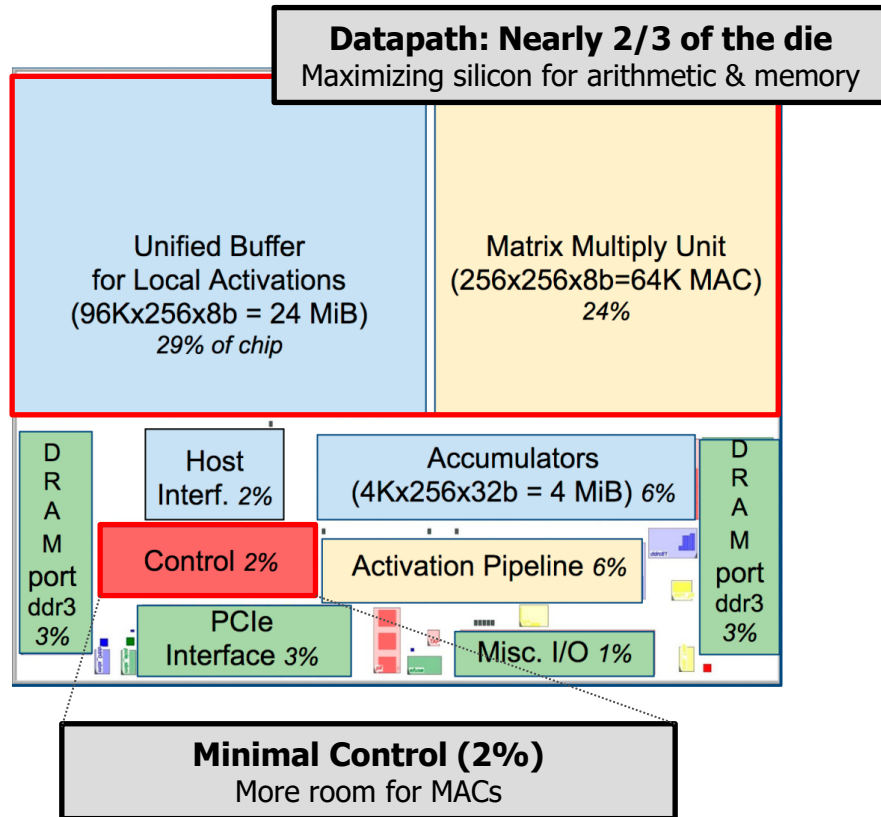 Datapath: Nearly 2/3 of the die
Maximizing silicon for arithmetic & memory
Unified Buffer
for Local Activations
(96Kx256x8b = 24 MiB)
29% of chip
Matrix Multiply Unit
(256x256x8b=64K MAC)
24%
D
R
A
M
port
ddr3
3%
Host
Interf. 2%
Accumulators
(4Kx256x32b = 4 MiB) 6%
D
R
A
M
port
ddr3
3%
Control 2%
Activation Pipeline 6%
PCIe
Interface 3%
Misc. I/O 1%
Minimal Control (2%)
More room for MACs